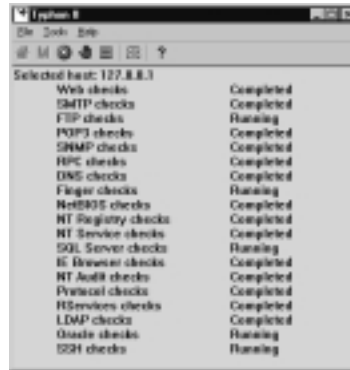 Typhon II
File Tools Help
Selected host: 127.0.0.1
Web checks Completed
SMTP checks Completed
FTP checks Running
POP3 checks Completed
SNMP checks Completed
RPC checks Completed
DNS checks Completed
Finger checks Running
NetBIOS checks Completed
NT Registry checks Completed
NT Service checks Completed
SQL Server checks Running
IE Browser checks Completed
NT Audit checks Completed
Protocol checks Completed
RServices checks Completed
LDAP checks Completed
Oracle checks Running
SSH checks Running